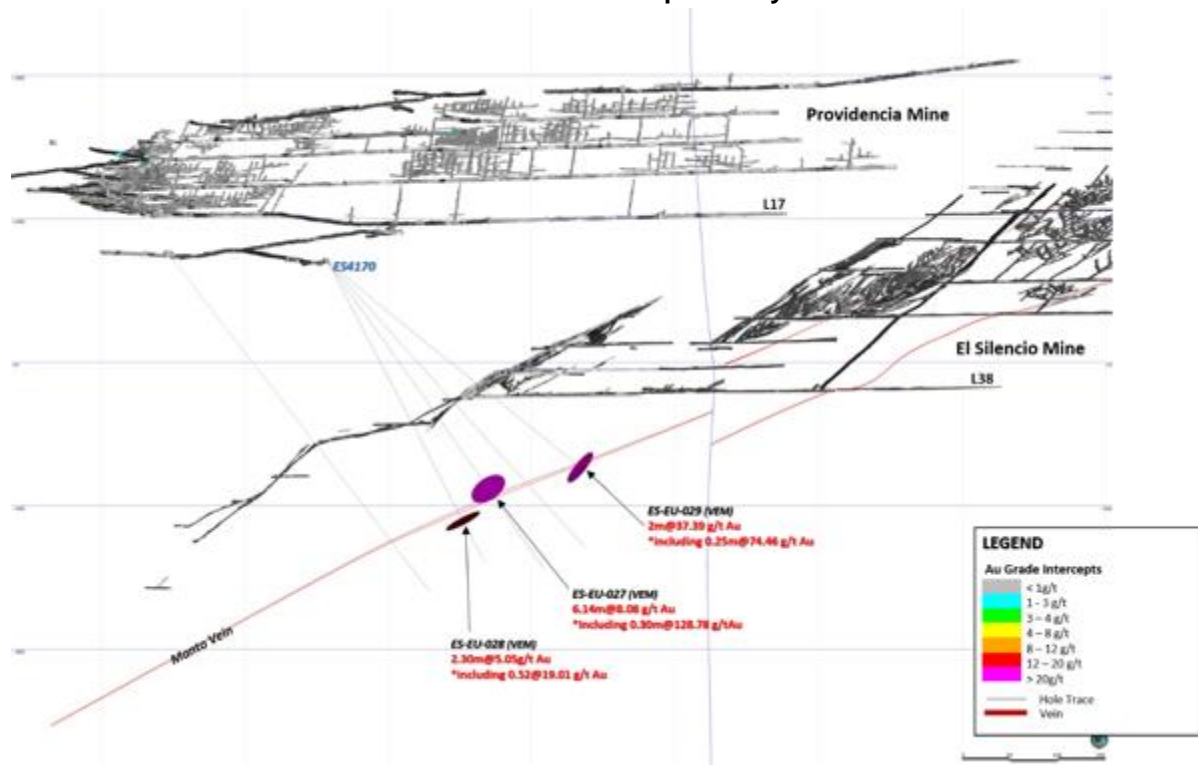 Providencia Mine
L17
ES4170
El Silencio Mine
L38
ES-EU-029 (VEM)
2m@37.39 g/t Au
*Including 0.25m@74.46 g/t Au
ES-EU-027 (VEM)
6.14m@8.08 g/t Au
*Including 0.30m@128.78 g/tAu
ES-EU-028 (VEM)
2.30m@5.05g/t Au
*Including 0.52@19.01 g/t Au
Manto Vein
LEGEND
Au Grade Intercepts
< 1g/t
1 - 3 g/t
3 – 4 g/t
4 – 8 g/t
8 – 12 g/t
12 – 20 g/t
> 20g/t
Hole Trace
Vein